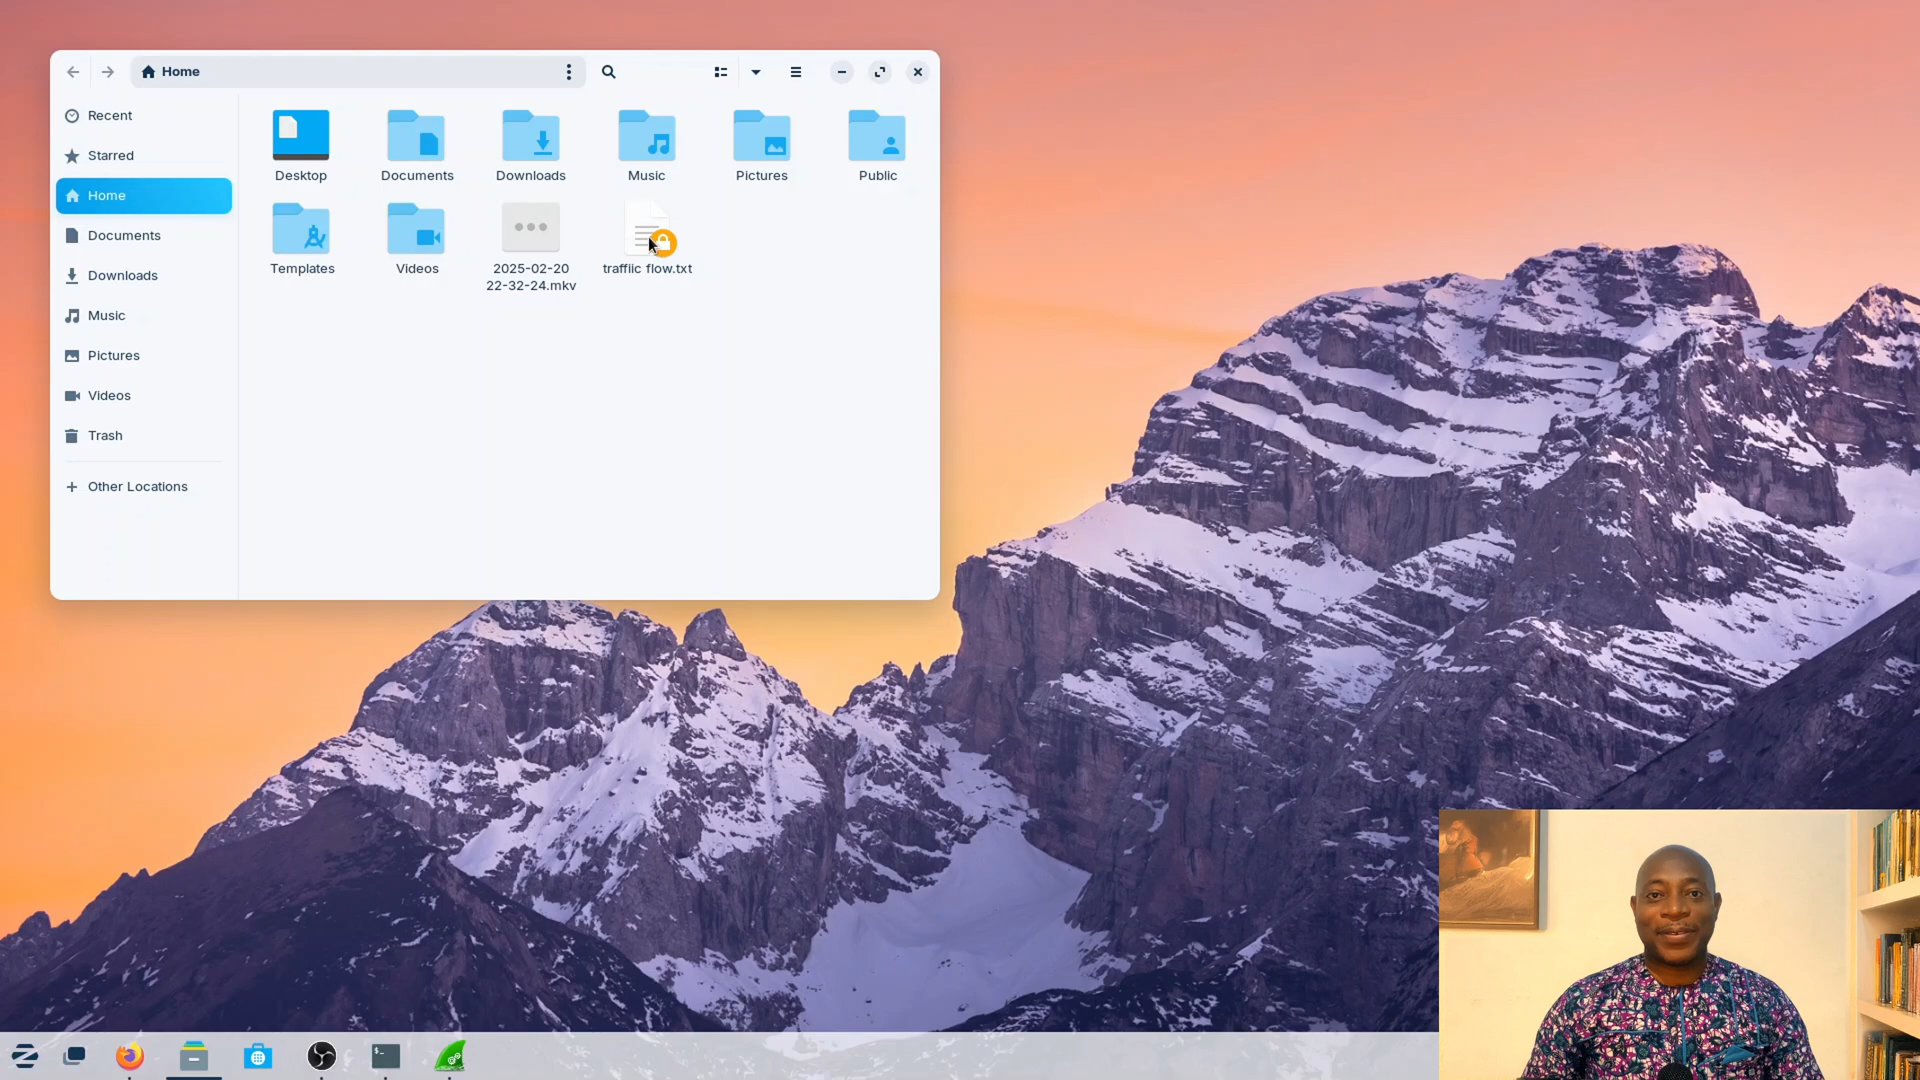 Home
Recent
Starred
Home
Documents
Downloads
Music
Pictures
Videos
Trash
Other Locations
Desktop
Documents
Downloads
Music
Pictures
Public
Templates
Videos
2025-02-20
22-32-24.mkv
traffiic flow.txt